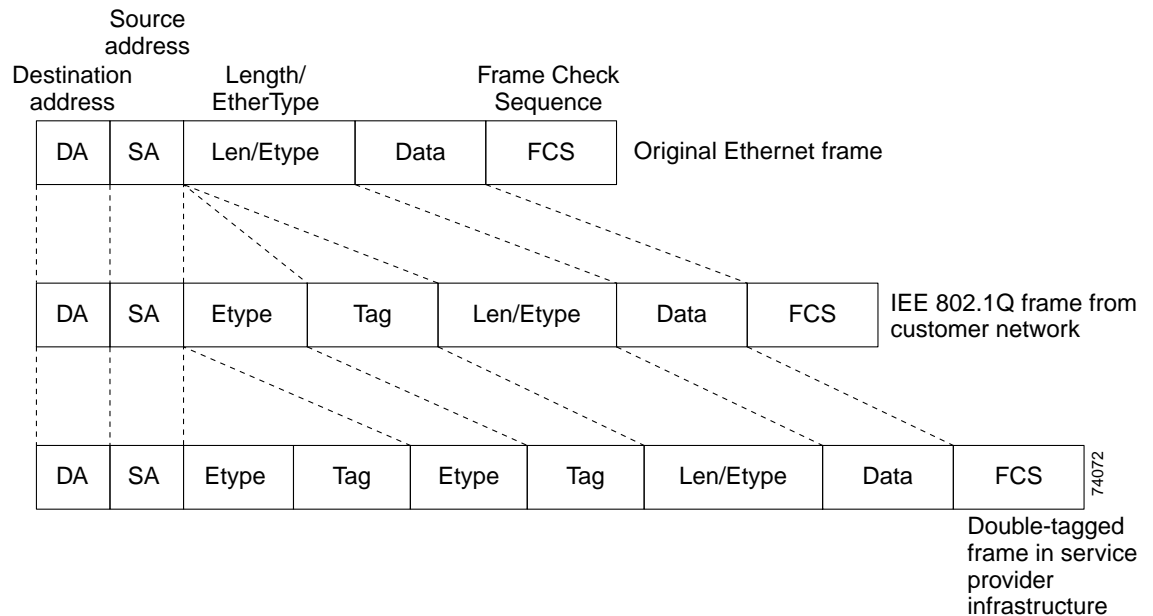 Source
address
Destination
address
Length/
EtherType
Frame Check
Sequence
DA SA Len/Etype Data FCS Original Ethernet frame
DA SA Etype Tag Len/Etype Data FCS
IEE 802.1Q frame from
customer network
DA SA Etype Tag Etype Tag Len/Etype Data FCS
74072
Double-tagged
frame in service
provider
infrastructure